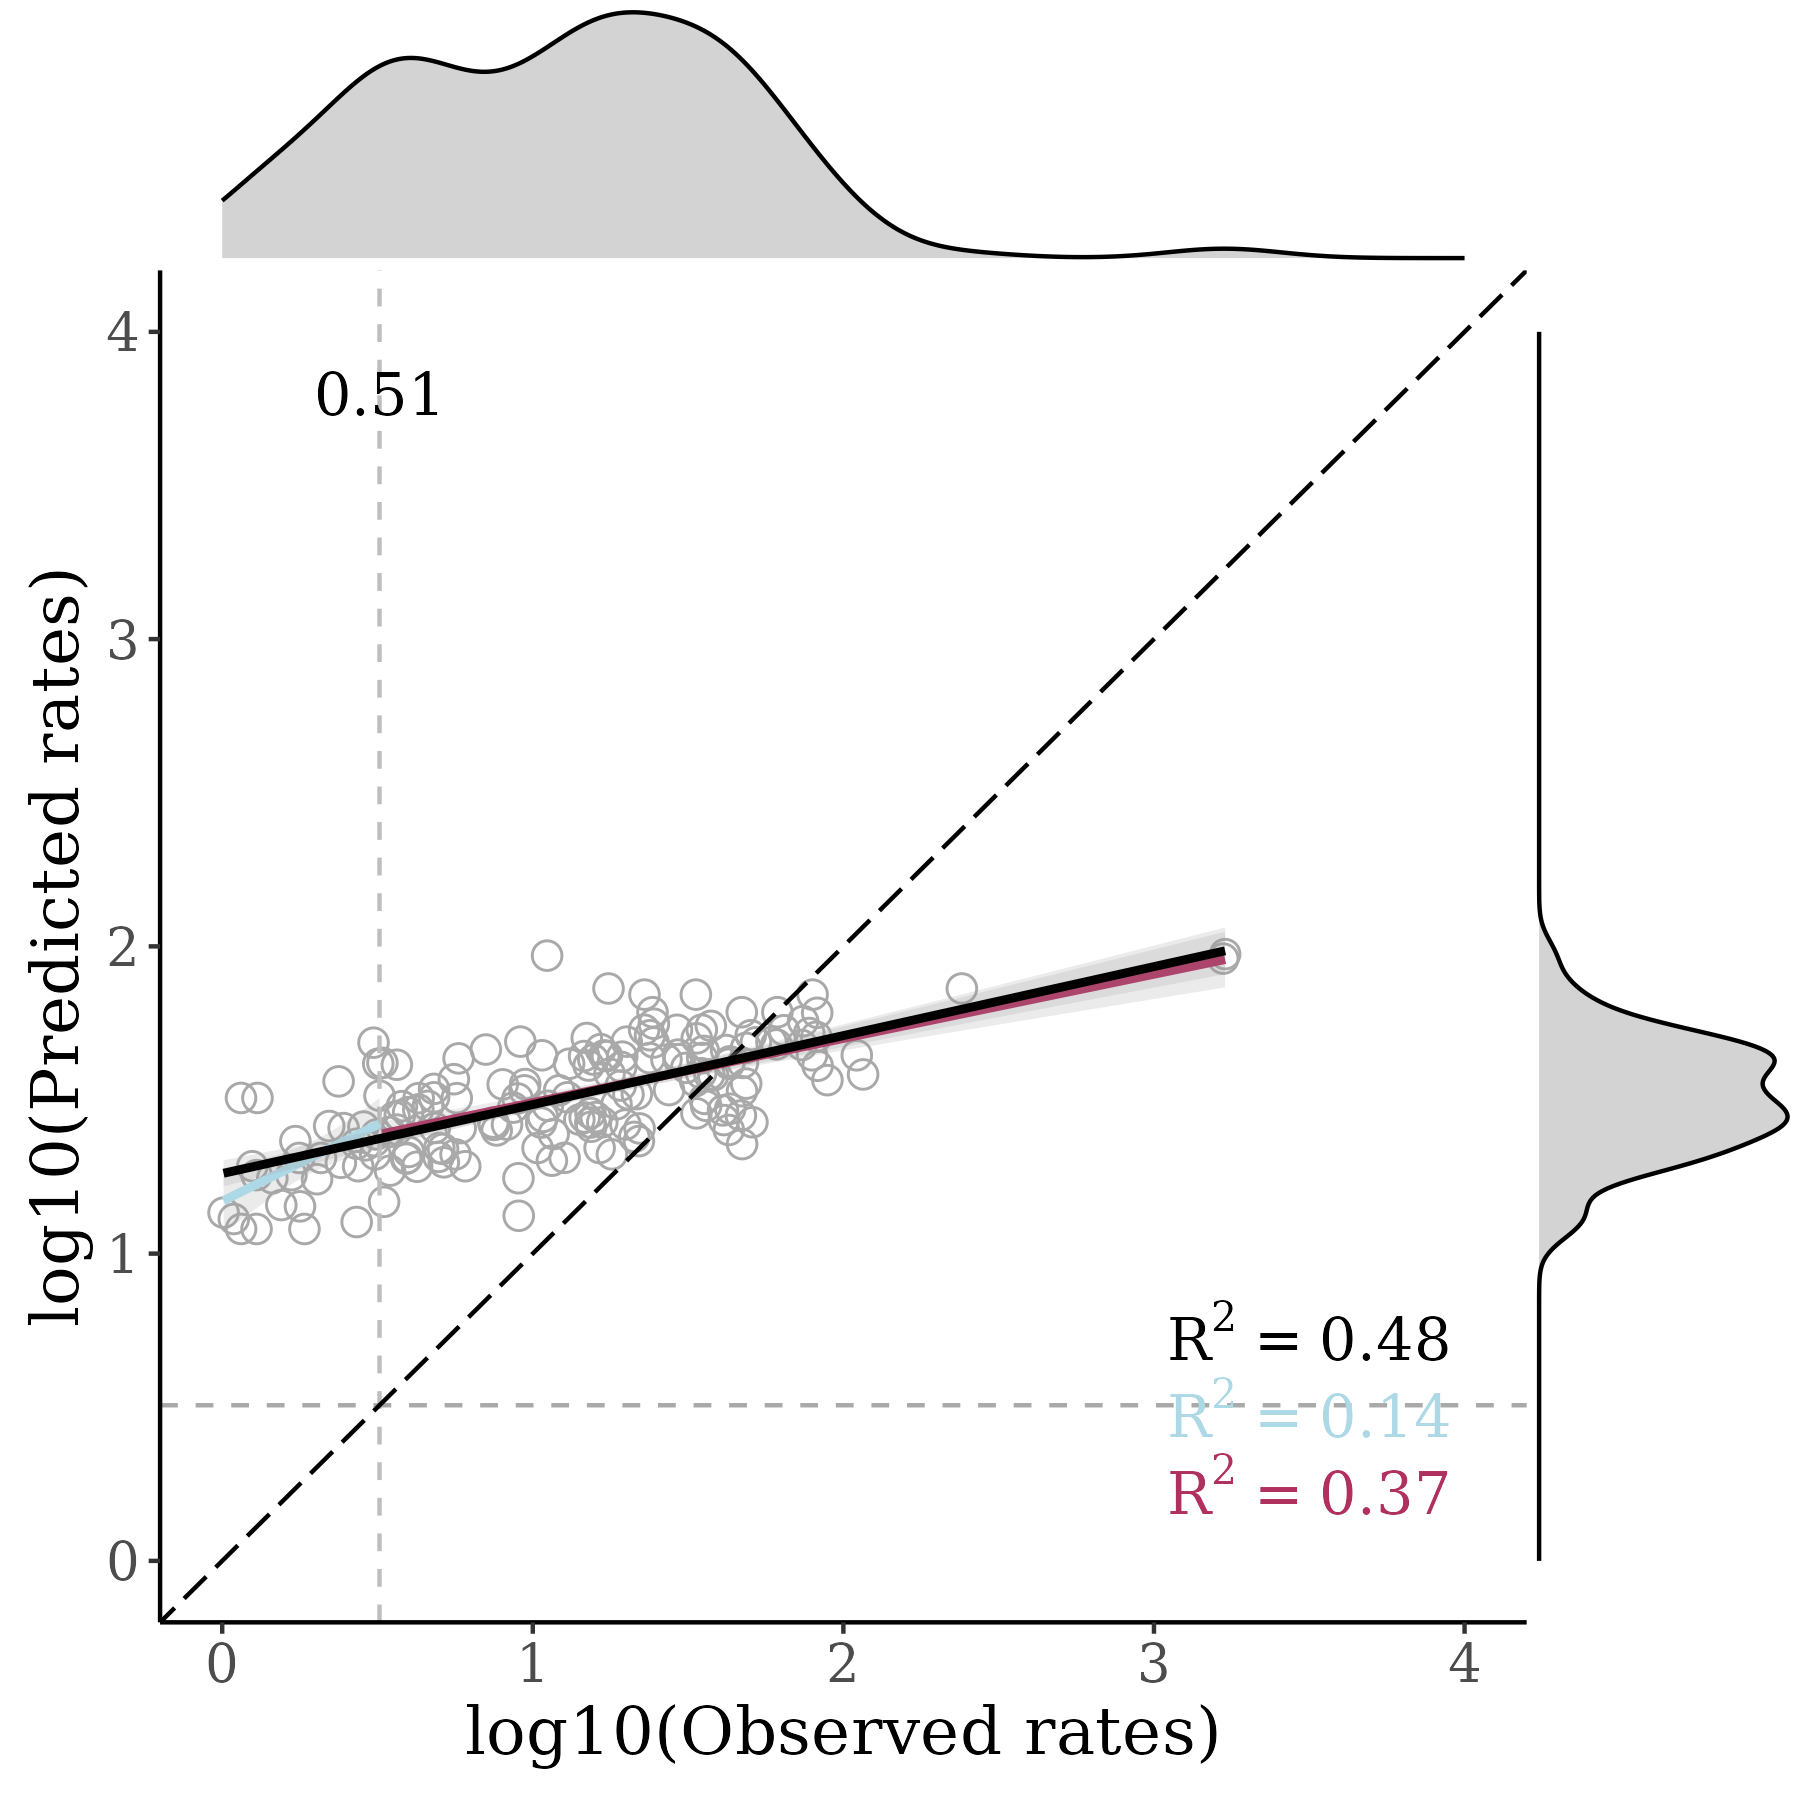 4
0.51
3
2
1
0
log10(Predicted rates)
R² = 0.48
R² = 0.14
R² = 0.37
0 1 2 3 4
log10(Observed rates)